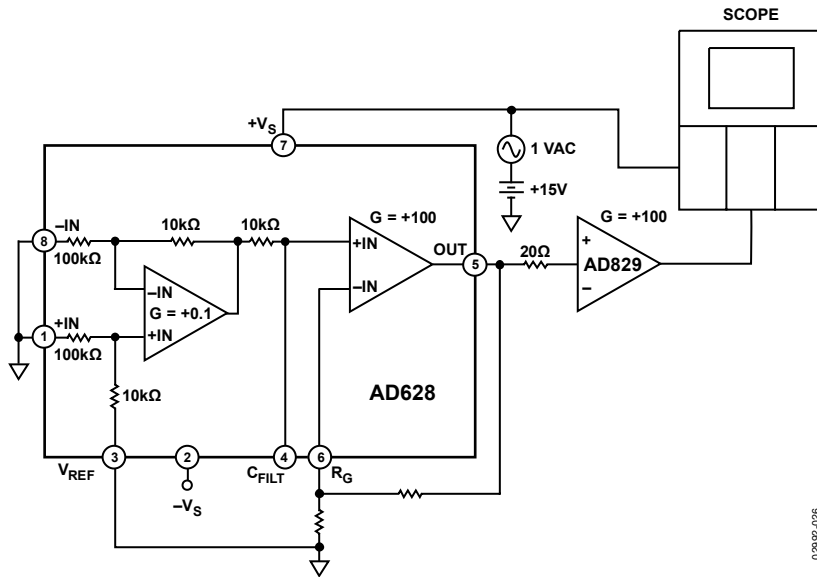 SCOPE
+VS
7
1 VAC
+15V
G = +100
–IN
10kΩ
10kΩ
G = +100
OUT
20Ω
+
AD829
–
8
100kΩ
+IN
5
–IN
–IN
G = +0.1
+IN
1
+IN
100kΩ
10kΩ
AD628
3
2
4
6
VREF
CFILT
RG
–VS
02992-026